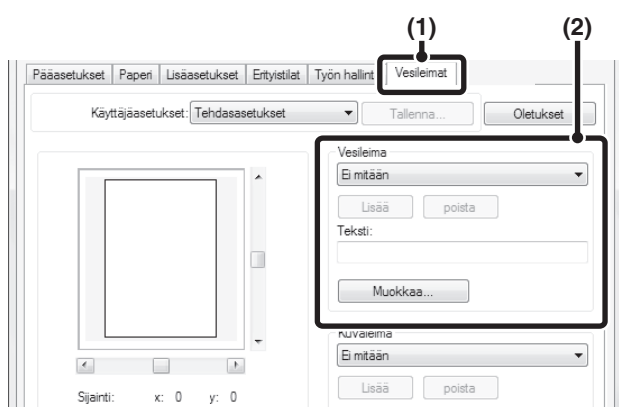 (1) (2)
Pääasetukset Paperi Lisäasetukset Erityistilat Työn hallint Vesileimat
Käyttäjäasetukset: Tehdasasetukset Tallenna... Oletukset
Vesileima
Ei mitään
Lisää poista
Teksti:
Muokkaa...
Kuvaleima
Ei mitään
Lisää poista
Sijainti: x: 0 y: 0